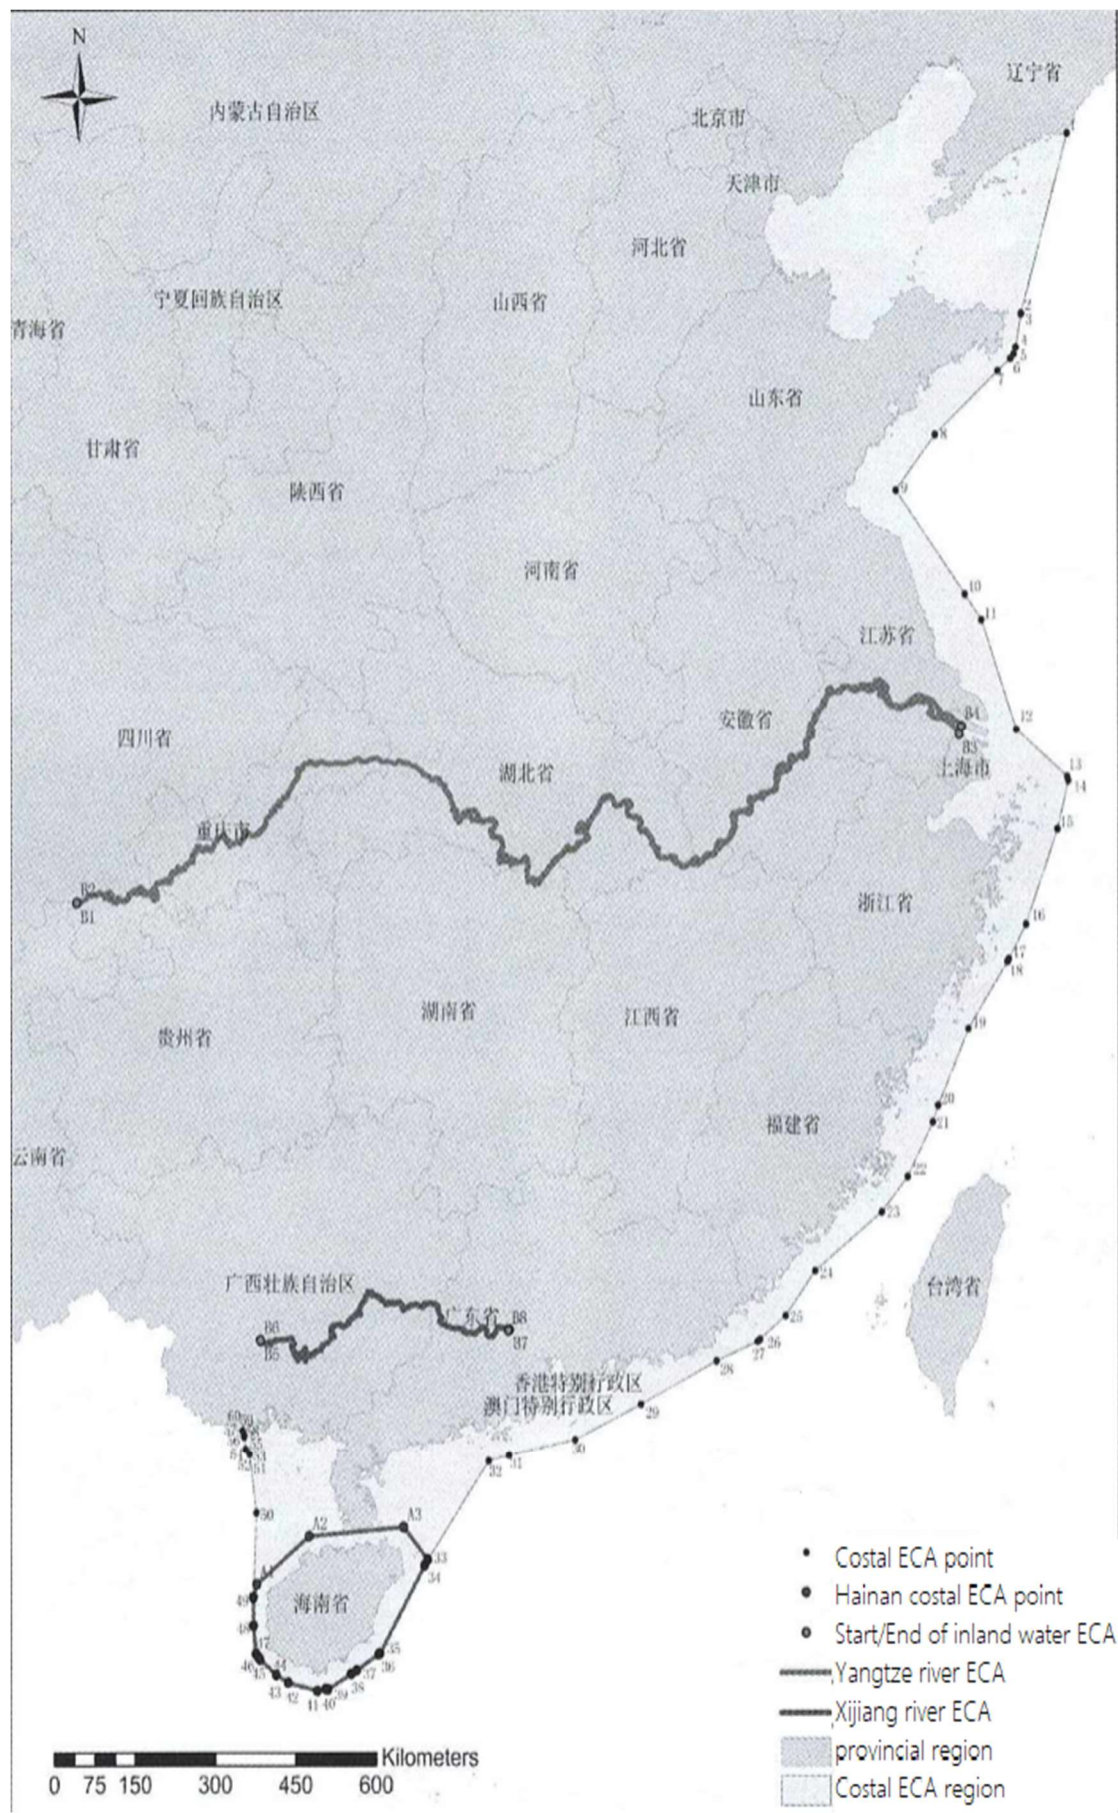 N
辽宁省
内蒙古自治区
北京市
1
天津市
河北省
宁夏回族自治区
山西省
2
3
青海省
4
5
6
7
山东省
8
甘肃省
陕西省
9
河南省
10
11
江苏省
四川省
安徽省
B4
12
B3
湖北省
上海市
13
14
重庆市
15
B2
B1
浙江省
16
17
18
贵州省
湖南省
江西省
19
20
福建省
21
云南省
22
23
24
广西壮族自治区
台湾省
B6
广东省
B8
B5
B7
25
26
27
28
香港特别行政区
澳门特别行政区
29
30
31
32
53
52
51
50
A2
A3
33
34
A1
49
海南省
48
47
46
45
44
43
42
41
40
39
38
37
36
35
Costal ECA point
Hainan costal ECA point
Start/End of inland water ECA
Yangtze river ECA
Xijiang river ECA
provincial region
Costal ECA region
Kilometers
0 75 150 300 450 600